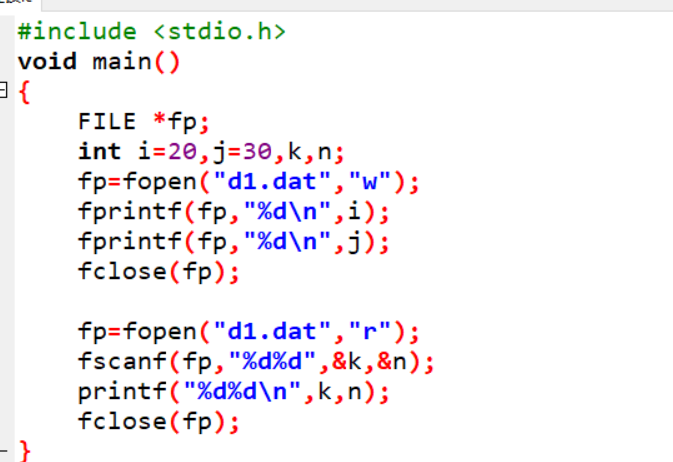 #include <stdio.h>
void main()
{
    FILE *fp;
    int i=20,j=30,k,n;
    fp=fopen("d1.dat","w");
    fprintf(fp,"%d\n",i);
    fprintf(fp,"%d\n",j);
    fclose(fp);

    fp=fopen("d1.dat","r");
    fscanf(fp,"%d%d",&k,&n);
    printf("%d%d\n",k,n);
    fclose(fp);
}